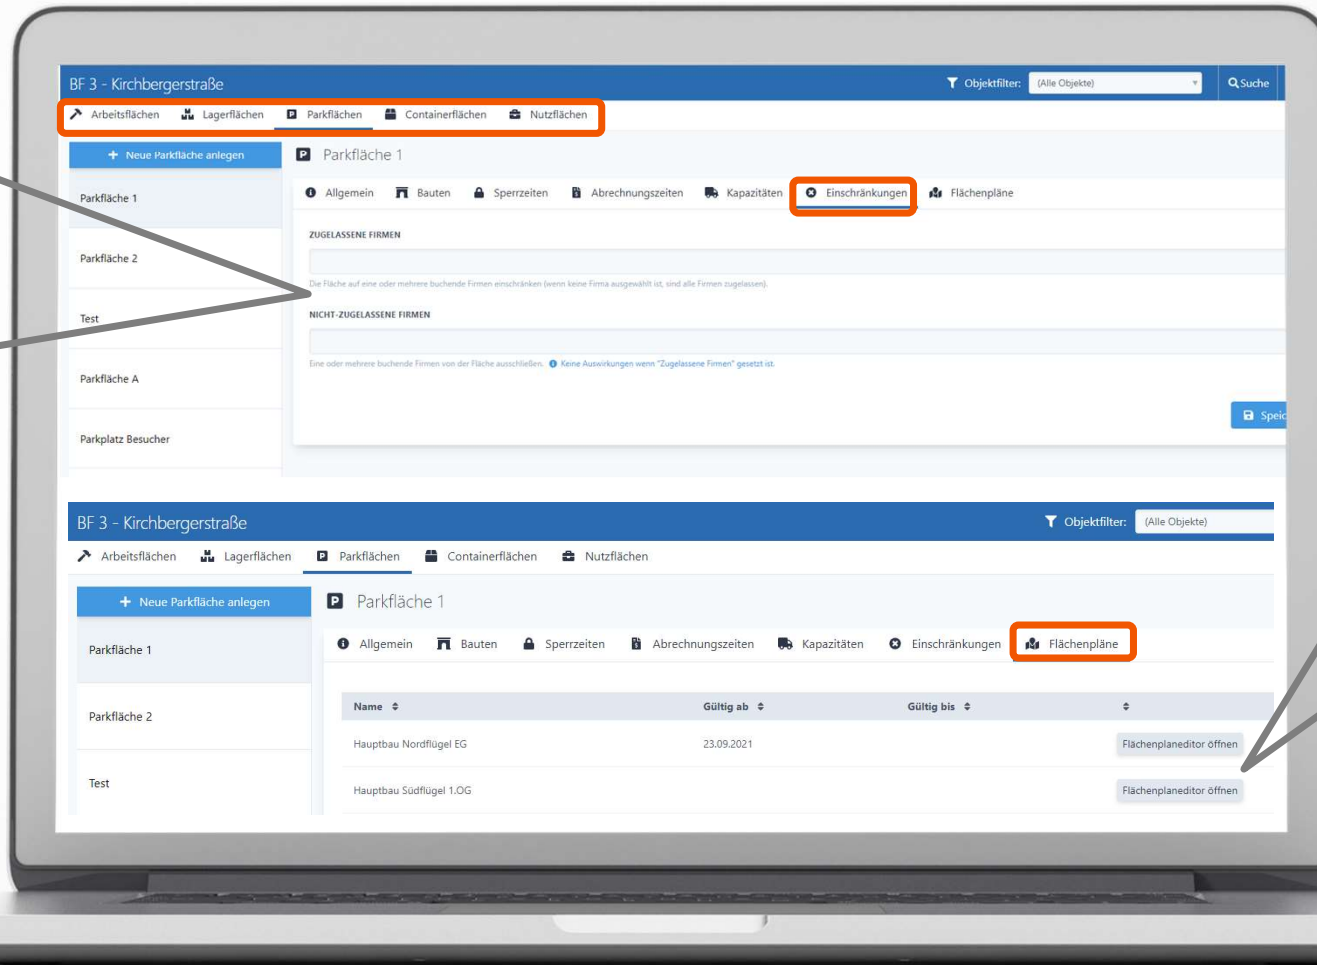 BF 3 - Kirchbergerstraße Objektfilter: (Alle Objekte) Suche
Arbeitsflächen Lagerflächen Parkflächen Containerflächen Nutzflächen
+ Neue Parkfläche anlegen
Parkfläche 1
Parkfläche 2
Test
Parkfläche A
Parkplatz Besucher
Parkfläche 1
Allgemein Bauten Sperrzeiten Abrechnungszeiten Kapazitäten Einschränkungen Flächenpläne
ZUGELASSENE FIRMEN
Die Fläche auf eine oder mehrere buchende Firmen einschränken (wenn keine Firma ausgewählt ist, sind alle Firmen zugelassen).
NICHT-ZUGELASSENE FIRMEN
Eine oder mehrere buchende Firmen von der Fläche ausschließen. Keine Auswirkungen wenn "Zugelassene Firmen" gesetzt ist.
Speic
BF 3 - Kirchbergerstraße Objektfilter: (Alle Objekte)
Arbeitsflächen Lagerflächen Parkflächen Containerflächen Nutzflächen
+ Neue Parkfläche anlegen
Parkfläche 1
Parkfläche 2
Test
Parkfläche 1
Allgemein Bauten Sperrzeiten Abrechnungszeiten Kapazitäten Einschränkungen Flächenpläne
Name Gültig ab Gültig bis
Hauptbau Nordflügel EG 23.09.2021 Flächenplaneditor öffnen
Hauptbau Südflügel 1.OG Flächenplaneditor öffnen